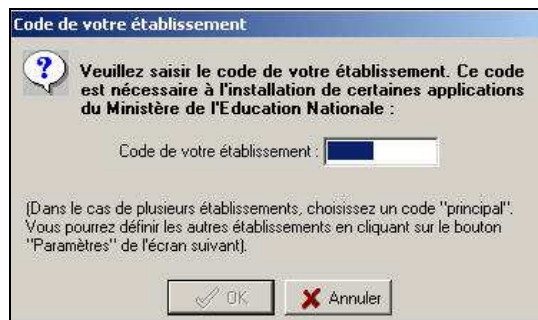 Code de votre établissement
Veuillez saisir le code de votre établissement. Ce code
est nécessaire à l'installation de certaines applications
du Ministère de l'Education Nationale :
Code de votre établissement :
(Dans le cas de plusieurs établissements, choisissez un code "principal".
Vous pourrez définir les autres établissements en cliquant sur le bouton
"Paramètres" de l'écran suivant).
OK
Annuler